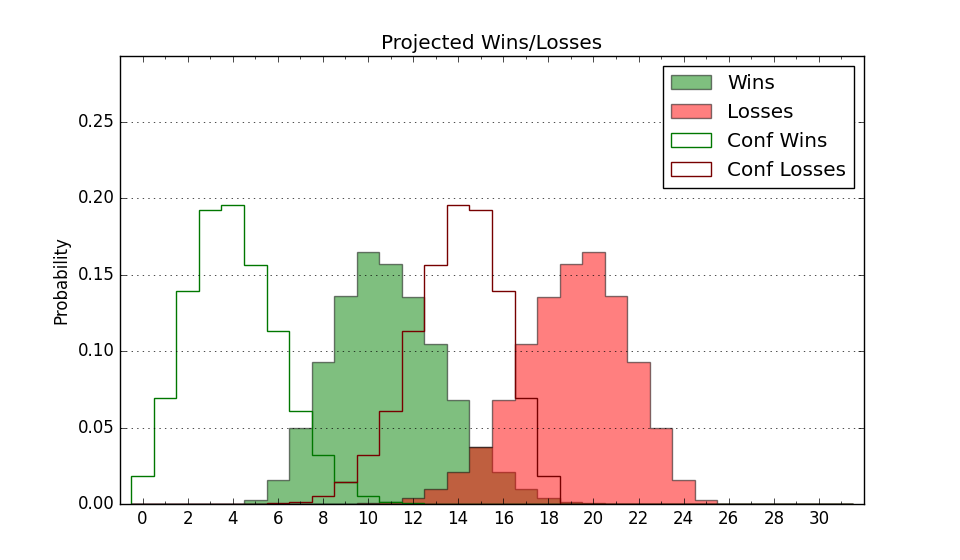 Projected Wins/Losses
Wins
Losses
Conf Wins
Conf Losses
Probability
0.25
0.20
0.15
0.10
0.05
0.00
0 2 4 6 8 10 12 14 16 18 20 22 24 26 28 30